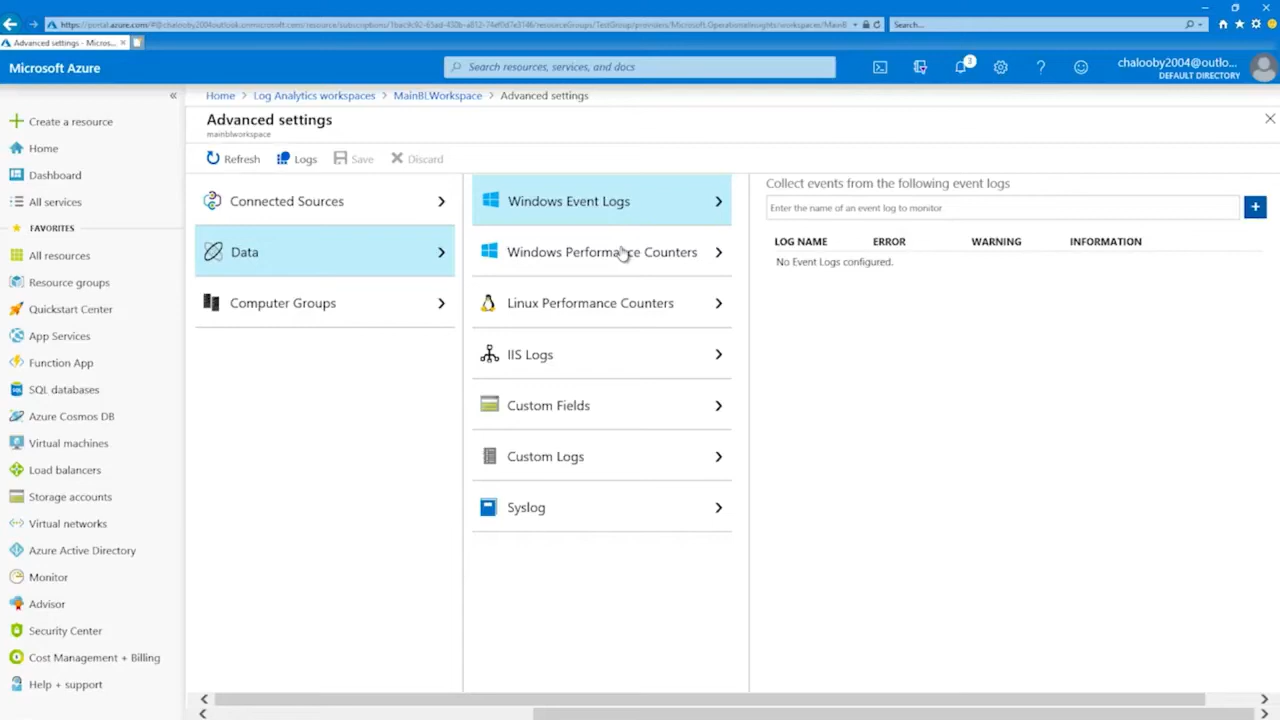 Advanced settings - Micros...
Search...
Microsoft Azure
Search resources, services, and docs
3
chalooby2004@outlo...
DEFAULT DIRECTORY
Home > Log Analytics workspaces > MainBLWorkspace > Advanced settings
Advanced settings
mainblworkspace
Refresh Logs Save Discard
Create a resource
Home
Dashboard
All services
FAVORITES
All resources
Resource groups
Quickstart Center
App Services
Function App
SQL databases
Azure Cosmos DB
Virtual machines
Load balancers
Storage accounts
Virtual networks
Azure Active Directory
Monitor
Advisor
Security Center
Cost Management + Billing
Help + support
Connected Sources
Data
Computer Groups
Windows Event Logs
Windows Performance Counters
Linux Performance Counters
IIS Logs
Custom Fields
Custom Logs
Syslog
Collect events from the following event logs
Enter the name of an event log to monitor
LOG NAME ERROR WARNING INFORMATION
No Event Logs configured.